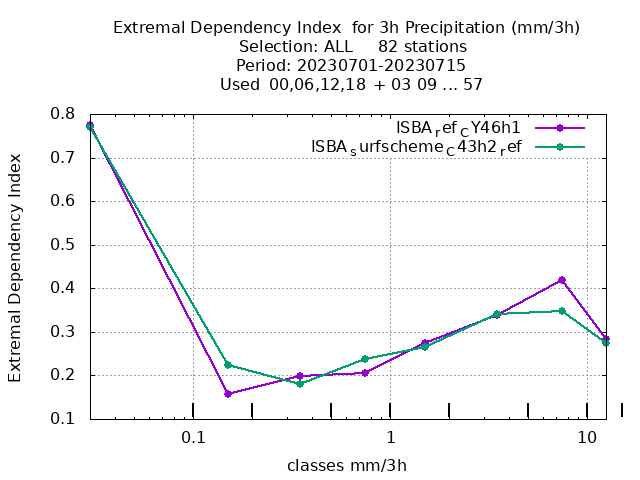 Extremal Dependency Index for 3h Precipitation (mm/3h)
Selection: ALL 82 stations
Period: 20230701-20230715
Used 00,06,12,18 + 03 09 ... 57
ISBA_ref_CY46h1
ISBA_surfscheme_C43h2_ref
Extremal Dependency Index
0.8
0.7
0.6
0.5
0.4
0.3
0.2
0.1
0.1 1 10
classes mm/3h